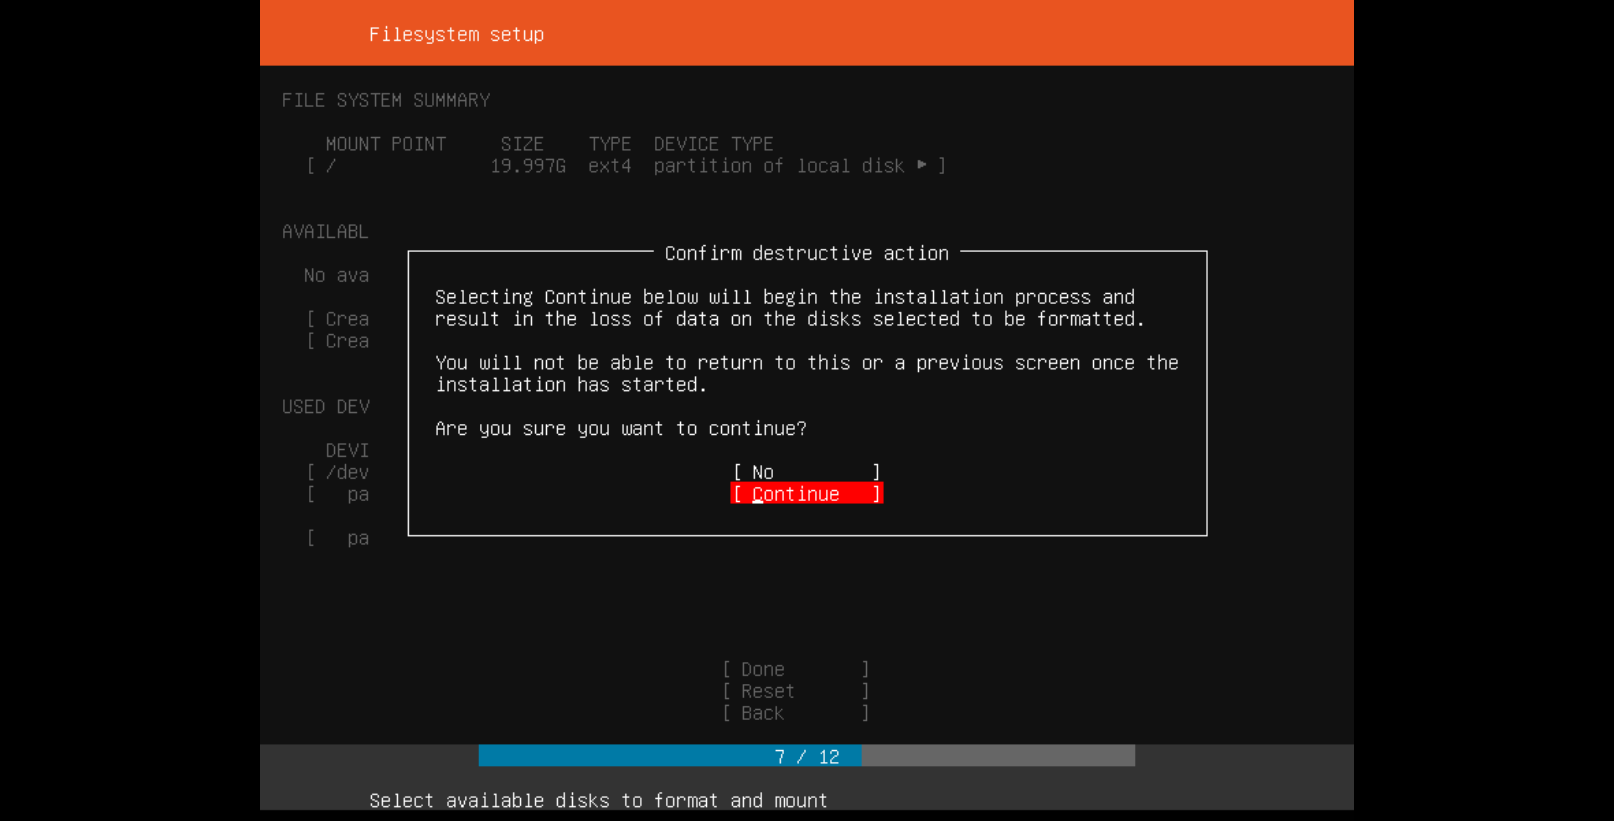 Filesystem setup
FILE SYSTEM SUMMARY
MOUNT POINT SIZE TYPE DEVICE TYPE
[ / 19.997G ext4 partition of local disk ▸ ]
AVAILABL
No ava
[ Crea
[ Crea
USED DEV
DEVI
[ /dev
[ pa
[ pa
Confirm destructive action
Selecting Continue below will begin the installation process and
result in the loss of data on the disks selected to be formatted.
You will not be able to return to this or a previous screen once the
installation has started.
Are you sure you want to continue?
[ No ]
[ Continue ]
[ Done ]
[ Reset ]
[ Back ]
7 / 12
Select available disks to format and mount